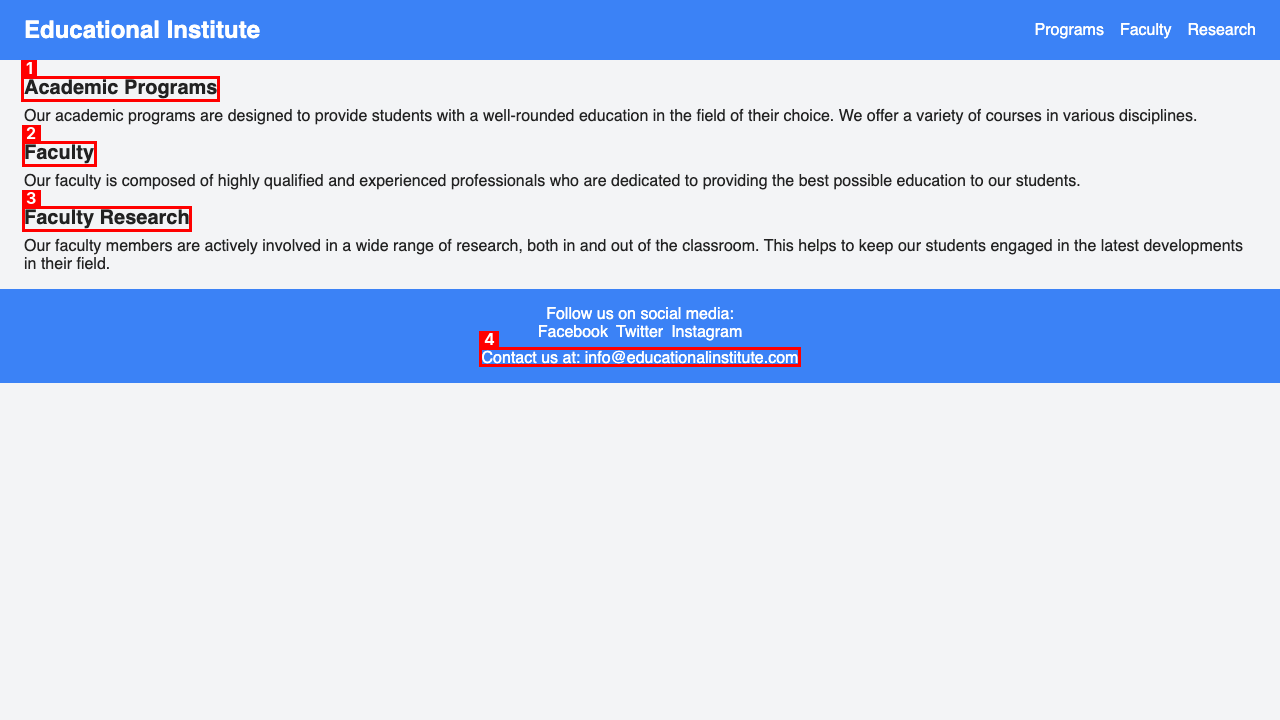 Educational Institute
Programs Faculty Research
1
Academic Programs
Our academic programs are designed to provide students with a well-rounded education in the field of their choice. We offer a variety of courses in various disciplines.
2
Faculty
Our faculty is composed of highly qualified and experienced professionals who are dedicated to providing the best possible education to our students.
3
Faculty Research
Our faculty members are actively involved in a wide range of research, both in and out of the classroom. This helps to keep our students engaged in the latest developments
in their field.
Follow us on social media:
Facebook Twitter Instagram
4
Contact us at: info@educationalinstitute.com